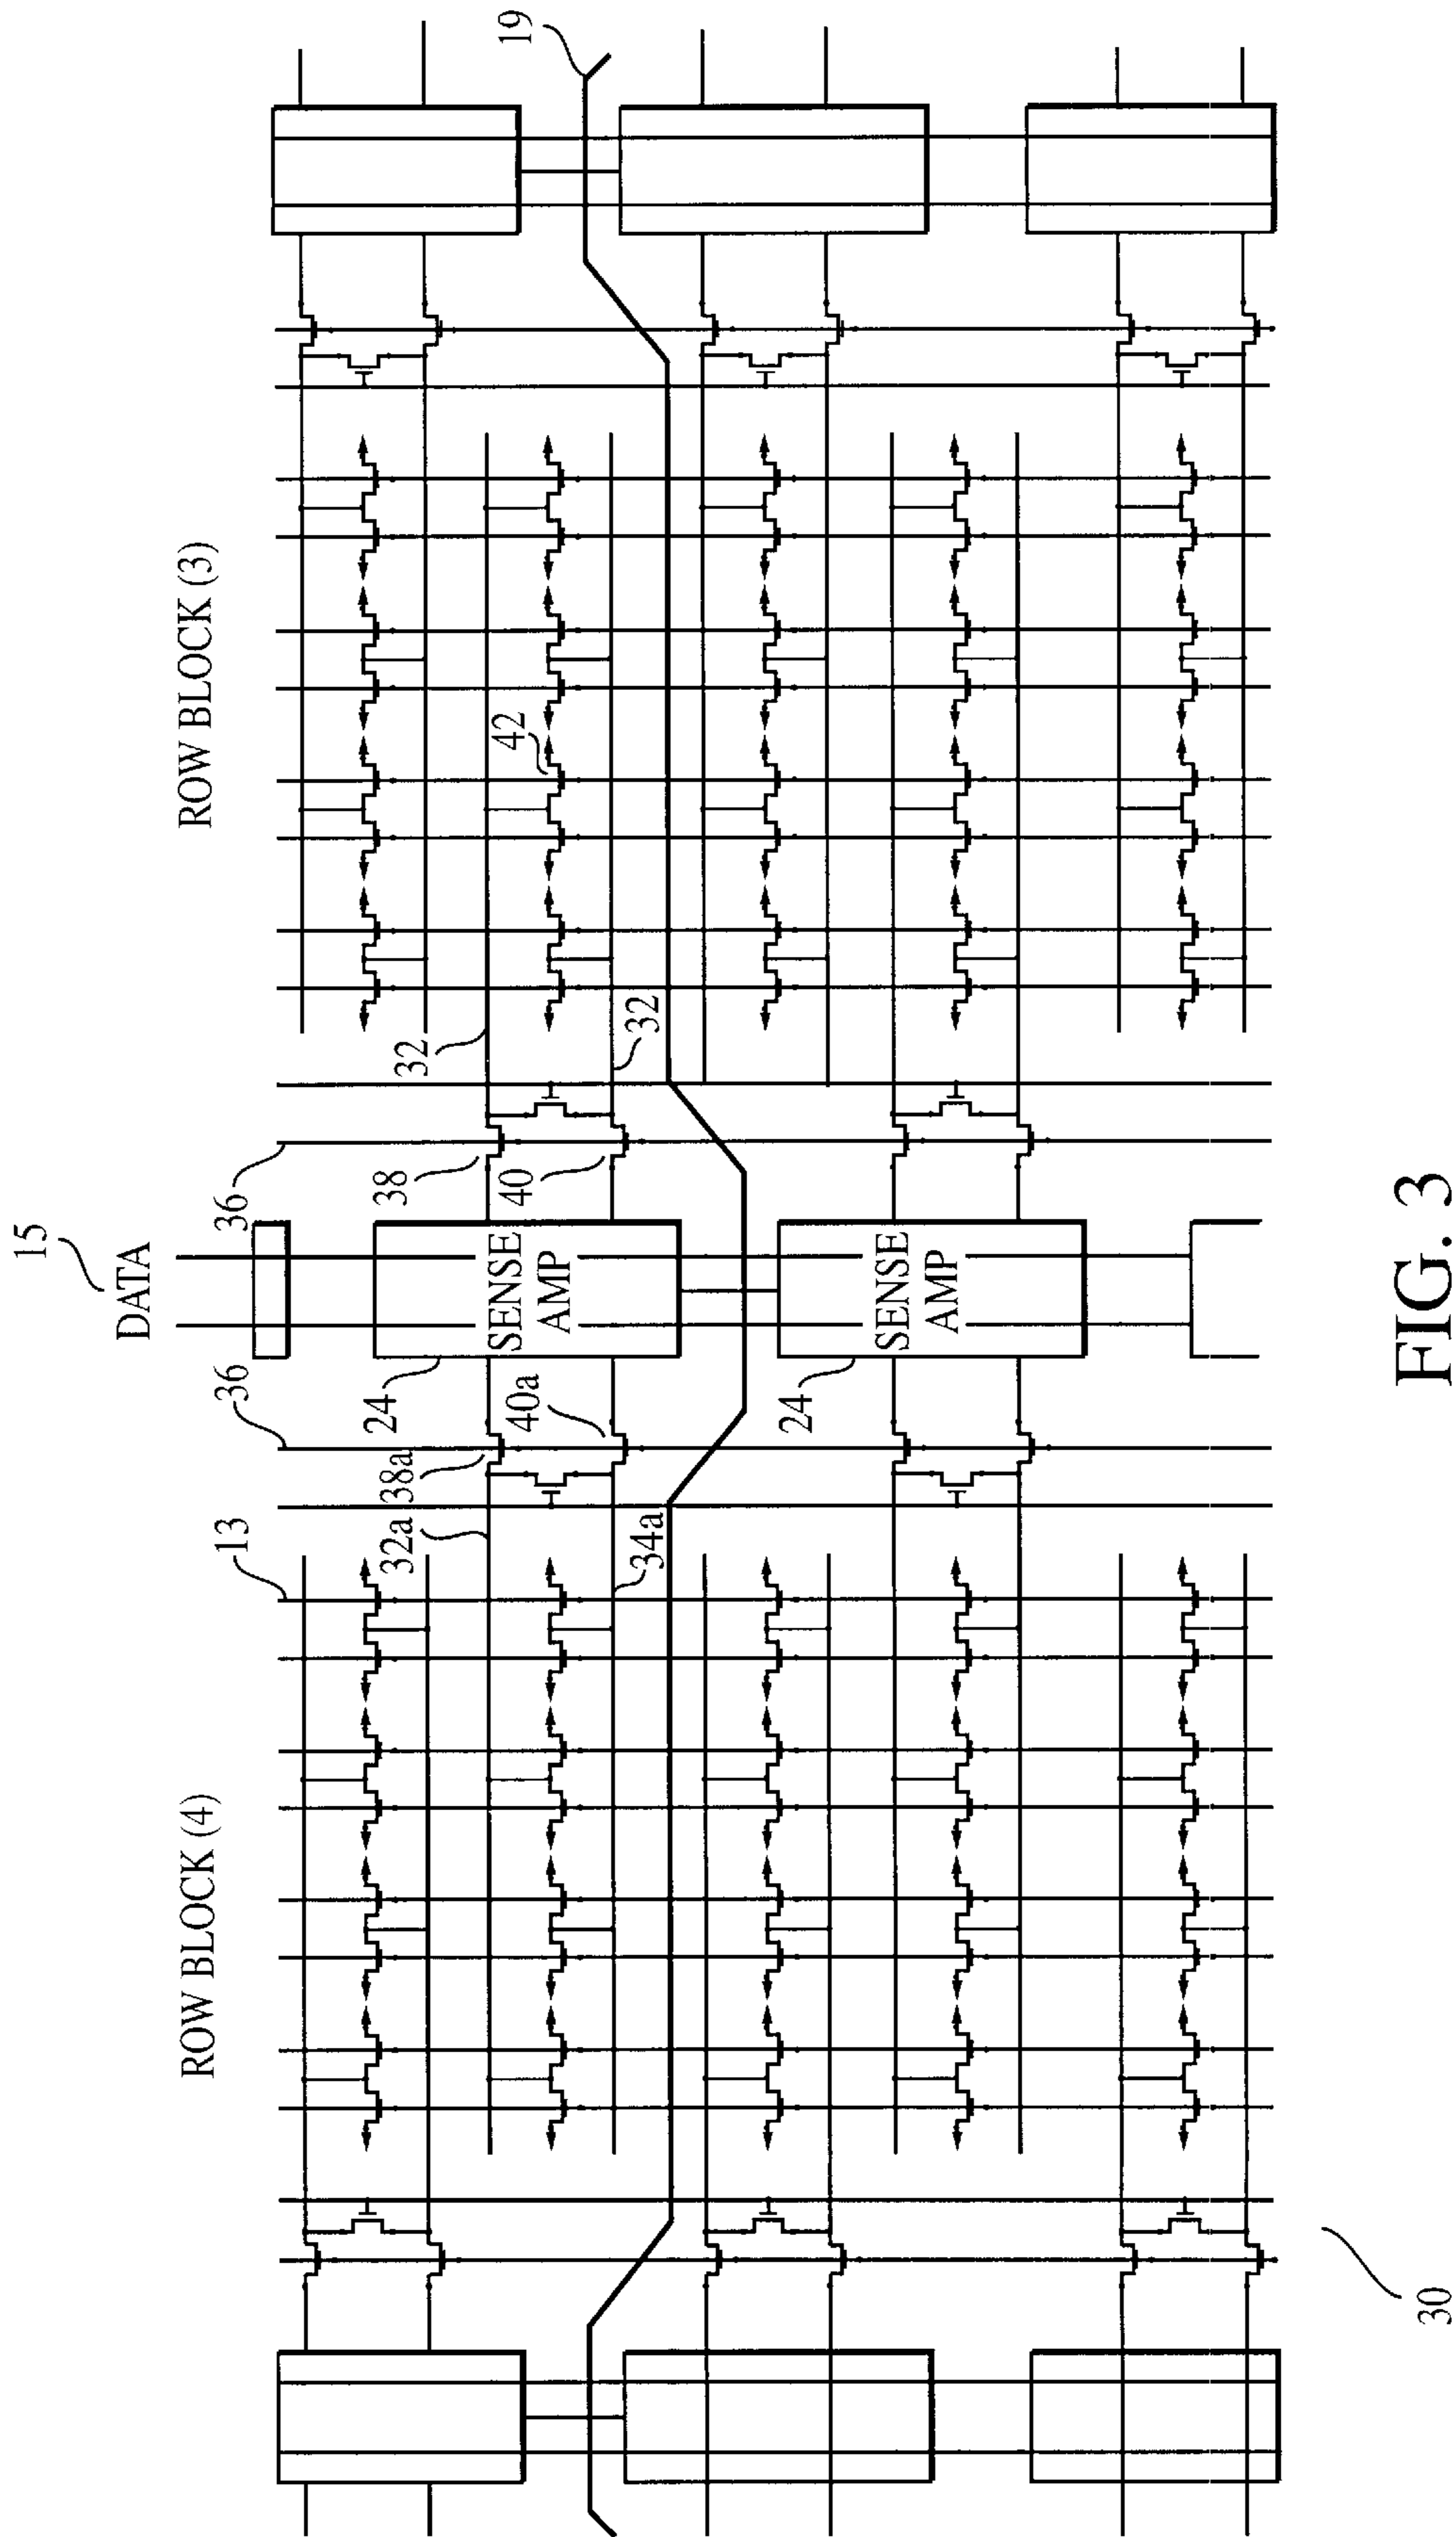 15
DATA
19
ROW BLOCK (4)
ROW BLOCK (3)
13
36
36
24
38
32
42
32a
38a
SENSE
AMP
40a
40
32
34a
24
SENSE
AMP
30
FIG. 3